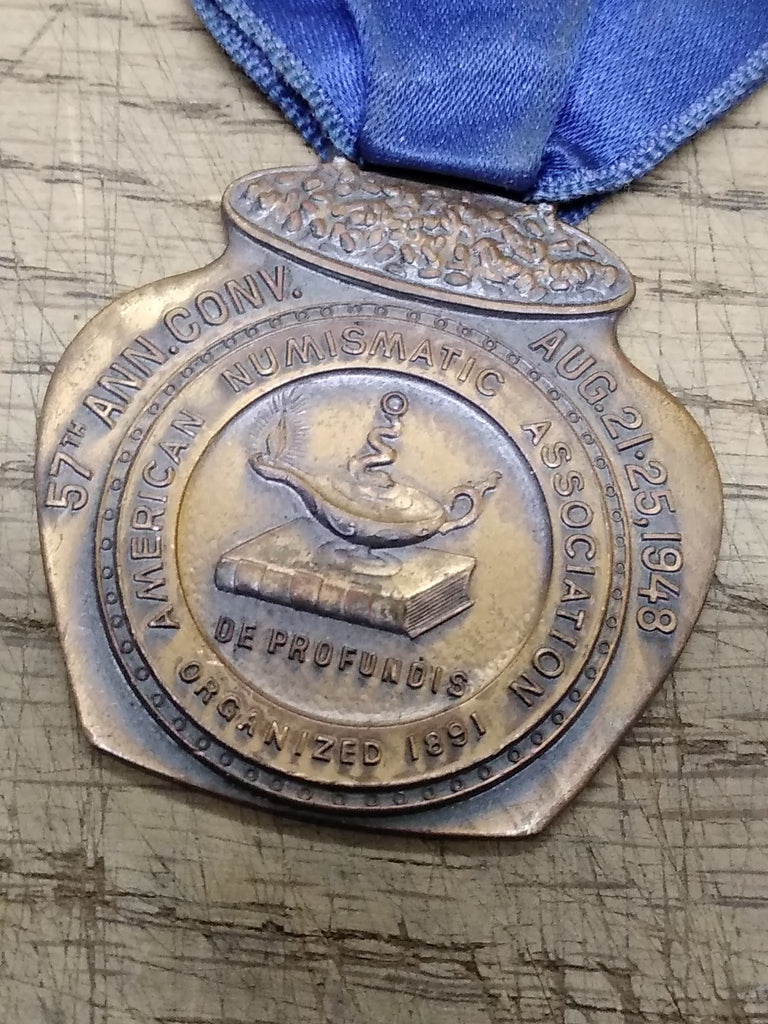 57TH ANN. CONV.
AUG. 21-25, 1948
AMERICAN NUMISMATIC ASSOCIATION
DE PROFUNDIS
ORGANIZED 1891